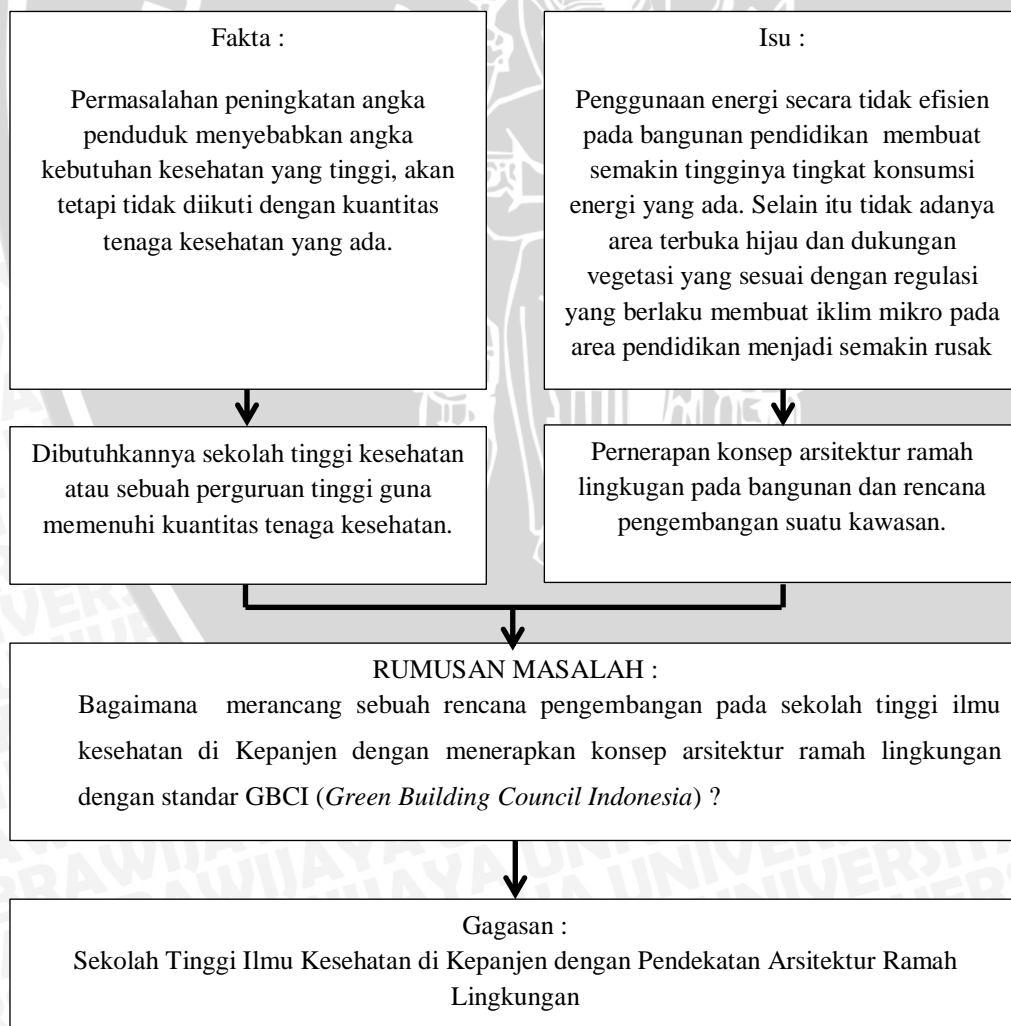 Fakta :
Permasalahan peningkatan angka
penduduk menyebabkan angka
kebutuhan kesehatan yang tinggi, akan
tetapi tidak diikuti dengan kuantitas
tenaga kesehatan yang ada.
Isu :
Penggunaan energi secara tidak efisien
pada bangunan pendidikan membuat
semakin tingginya tingkat konsumsi
energi yang ada. Selain itu tidak adanya
area terbuka hijau dan dukungan
vegetasi yang sesuai dengan regulasi
yang berlaku membuat iklim mikro pada
area pendidikan menjadi semakin rusak
Dibutuhkannya sekolah tinggi kesehatan
atau sebuah perguruan tinggi guna
memenuhi kuantitas tenaga kesehatan.
Pernerapan konsep arsitektur ramah
lingkugan pada bangunan dan rencana
pengembangan suatu kawasan.
RUMUSAN MASALAH :
Bagaimana merancang sebuah rencana pengembangan pada sekolah tinggi ilmu
kesehatan di Kepanjen dengan menerapkan konsep arsitektur ramah lingkungan
dengan standar GBCI (Green Building Council Indonesia) ?
Gagasan :
Sekolah Tinggi Ilmu Kesehatan di Kepanjen dengan Pendekatan Arsitektur Ramah
Lingkungan